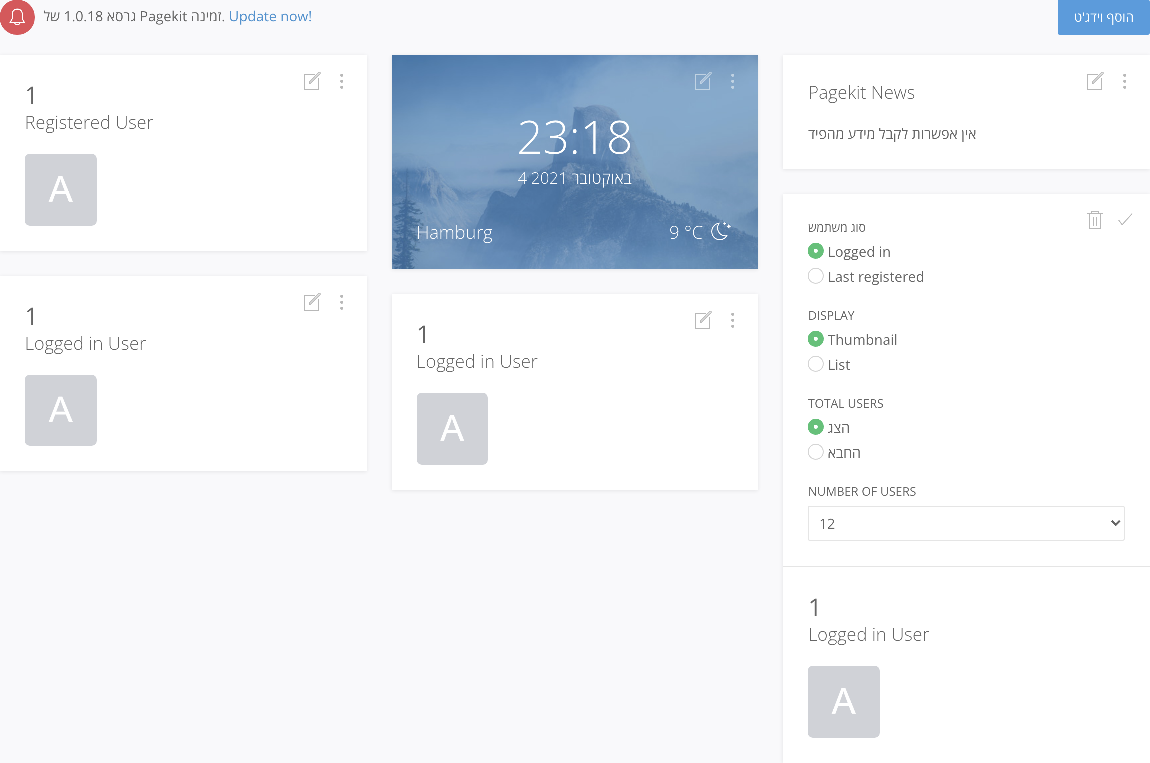 גרסא 1.0.18 של Pagekit זמינה. Update now!
הוסף וידג'ט
1
Registered User
A
1
Logged in User
A
23:18
4 באוקטובר 2021
Hamburg
9 °C
1
Logged in User
A
Pagekit News
אין אפשרות לקבל מידע מהפיד
סוג משתמש
Logged in
Last registered
DISPLAY
Thumbnail
List
TOTAL USERS
הצג
החבא
NUMBER OF USERS
12
1
Logged in User
A